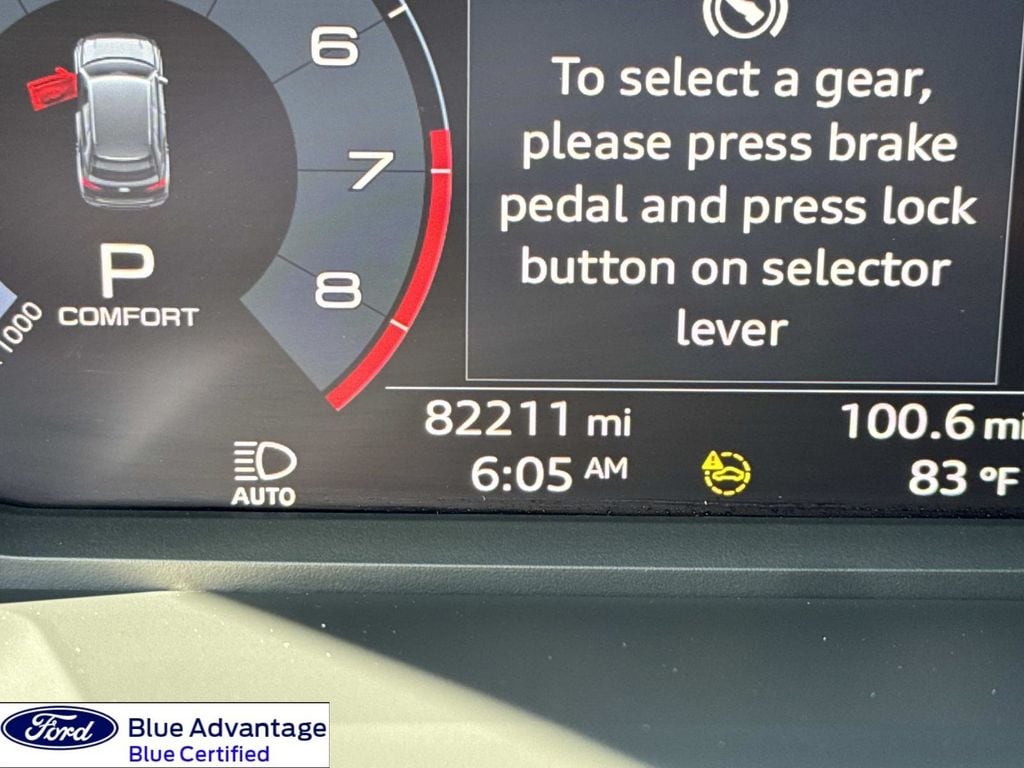 6
7
8
P
COMFORT
1000
To select a gear,
please press brake
pedal and press lock
button on selector
lever
82211 mi
100.6 mi
6:05 AM
83 °F
AUTO
Ford
Blue Advantage
Blue Certified